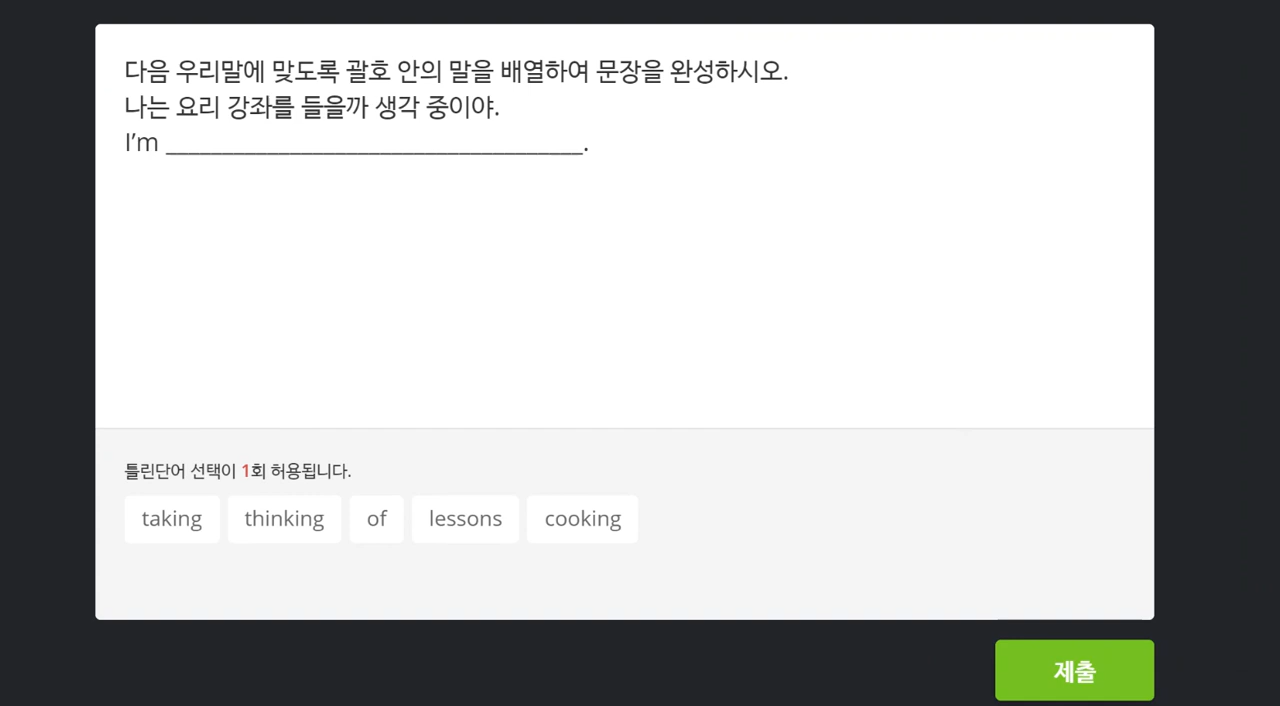 다음 우리말에 맞도록 괄호 안의 말을 배열하여 문장을 완성하시오.
나는 요리 강좌를 들을까 생각 중이야.
I’m ___________________________________.
틀린단어 선택이 1회 허용됩니다.
taking thinking of lessons cooking
제출